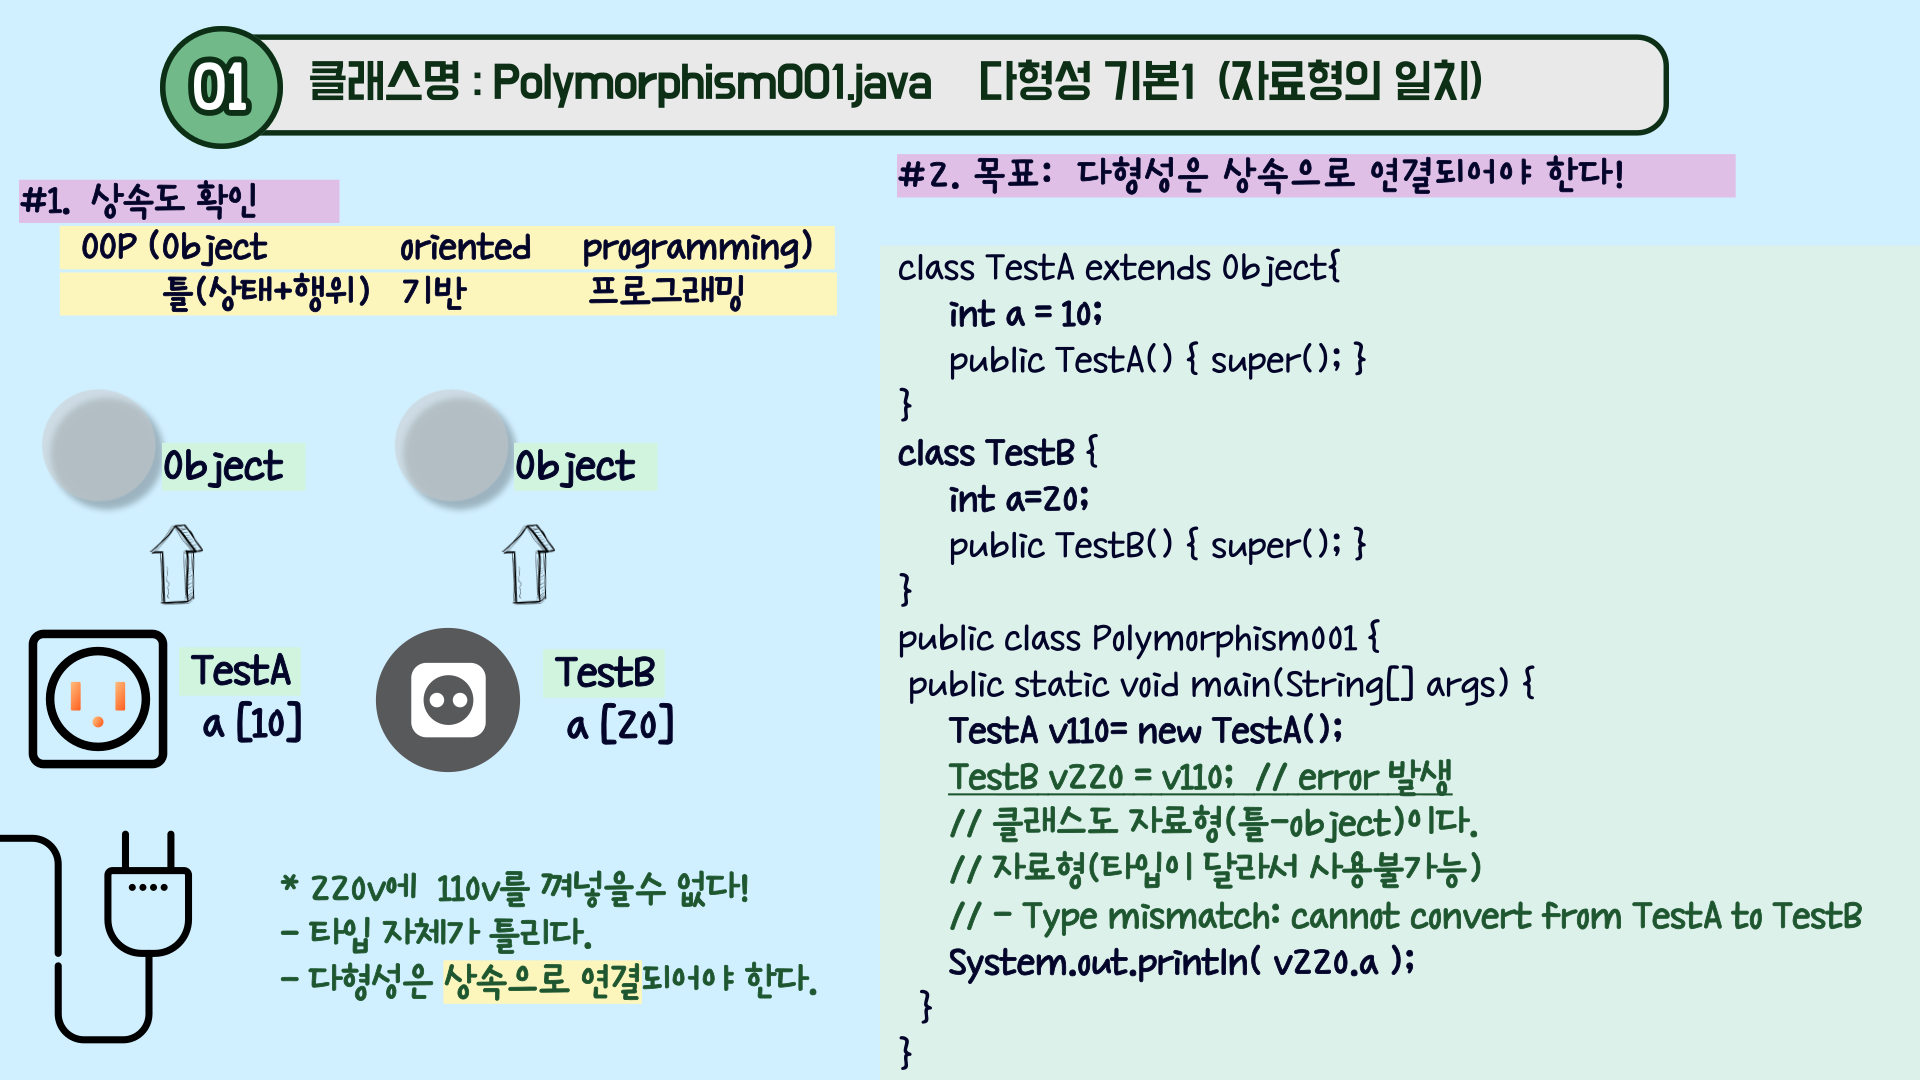 01
클래스명 : Polymorphism001.java 다형성 기본1 (자료형의 일치)
#1. 상속도 확인
OOP (Object oriented programming)
틀(상태+행위) 기반 프로그래밍
Object
Object
TestA
a [10]
TestB
a [20]
* 220v에 110v를 껴넣을수 없다!
- 타입 자체가 틀리다.
- 다형성은 상속으로 연결되어야 한다.
#2. 목표: 다형성은 상속으로 연결되어야 한다!
class TestA extends Object{
int a = 10;
public TestA() { super(); }
}
class TestB {
int a=20;
public TestB() { super(); }
}
public class Polymorphism001 {
public static void main(String[] args) {
TestA v110= new TestA();
TestB v220 = v110; // error 발생
// 클래스도 자료형(틀-object)이다.
// 자료형(타입이 달라서 사용불가능)
// - Type mismatch: cannot convert from TestA to TestB
System.out.println( v220.a );
}
}